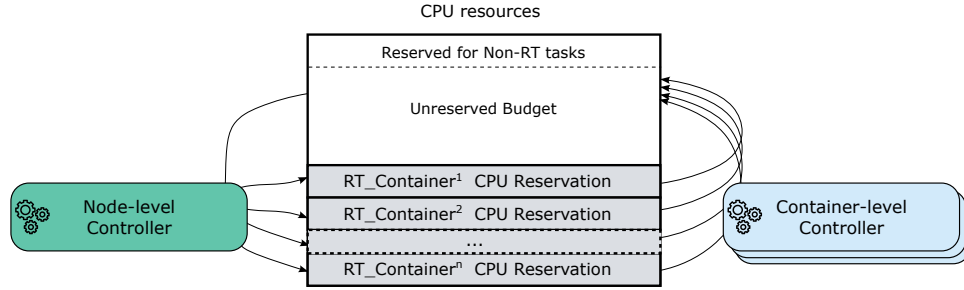 CPU resources
Reserved for Non-RT tasks
Unreserved Budget
RT_Container¹ CPU Reservation
RT_Container² CPU Reservation
...
RT_Containerⁿ CPU Reservation
Node-level
Controller
Container-level
Controller